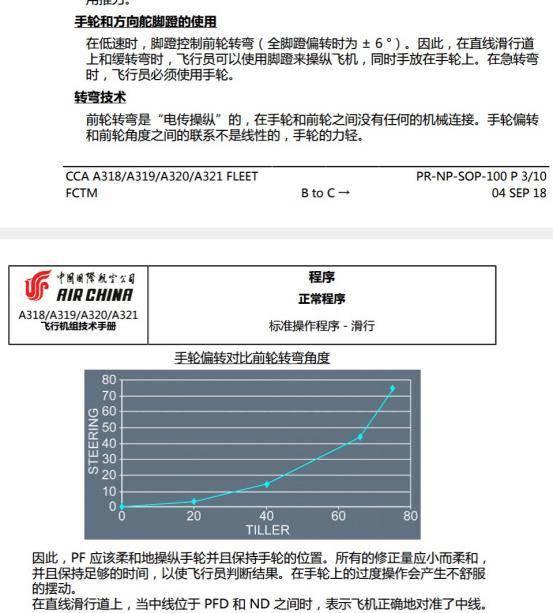 手轮和方向舵脚蹬的使用
在低速时，脚蹬控制前轮转弯（全脚蹬偏转时为 ± 6 °）。因此，在直线滑行道
上和缓转弯时，飞行员可以使用脚蹬来操纵飞机，同时手放在手轮上。在急转弯
时，飞行员必须使用手轮。
转弯技术
前轮转弯是“电传操纵”的，在手轮和前轮之间没有任何的机械连接。手轮偏转
和前轮角度之间的联系不是线性的，手轮的力轻。
CCA A318/A319/A320/A321 FLEET
PR-NP-SOP-100 P 3/10
FCTM
B to C →
04 SEP 18
中国国际航空公司
AIR CHINA
A318/A319/A320/A321
飞行机组技术手册
程序
正常程序
标准操作程序 - 滑行
手轮偏转对比前轮转弯角度
80
70
60
50
40
30
20
10
0
STEERING
0 20 40 60 80
TILLER
因此，PF 应该柔和地操纵手轮并且保持手轮的位置。所有的修正量应小而柔和，
并且保持足够的时间，以使飞行员判断结果。在手轮上的过度操作会产生不舒服
的摆动。
在直线滑行道上，当中线位于 PFD 和 ND 之间时，表示飞机正确地对准了中线。